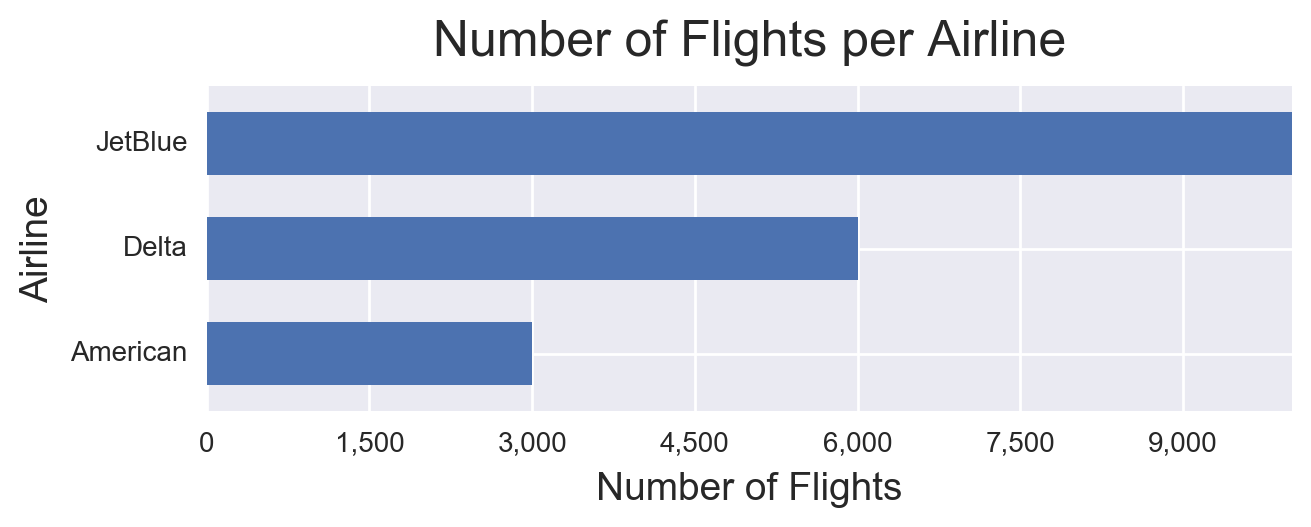 Number of Flights per Airline
JetBlue
Delta
American
Airline
0 1,500 3,000 4,500 6,000 7,500 9,000
Number of Flights